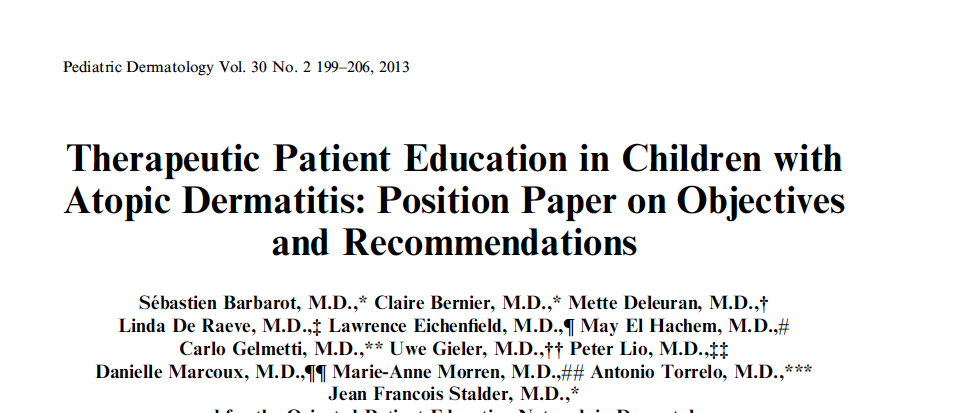 Pediatric Dermatology Vol. 30 No. 2 199–206, 2013
Therapeutic Patient Education in Children with
Atopic Dermatitis: Position Paper on Objectives
and Recommendations
Sébastien Barbarot, M.D.,* Claire Bernier, M.D.,* Mette Deleuran, M.D.,†
Linda De Raeve, M.D.,‡ Lawrence Eichenfield, M.D.,¶ May El Hachem, M.D.,#
Carlo Gelmetti, M.D.,** Uwe Gieler, M.D.,†† Peter Lio, M.D.,‡‡
Danielle Marcoux, M.D.,¶¶ Marie-Anne Morren, M.D.,## Antonio Torrelo, M.D.,***
Jean Francois Stalder, M.D.,*